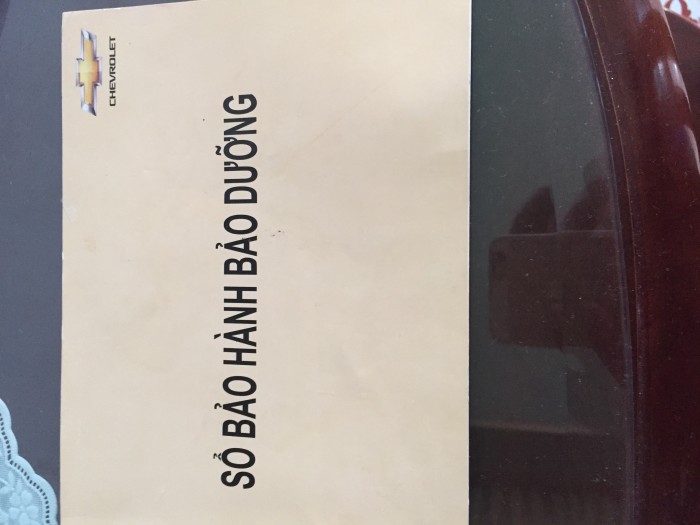 CHEVROLET
SỔ BẢO HÀNH BẢO DƯỠNG